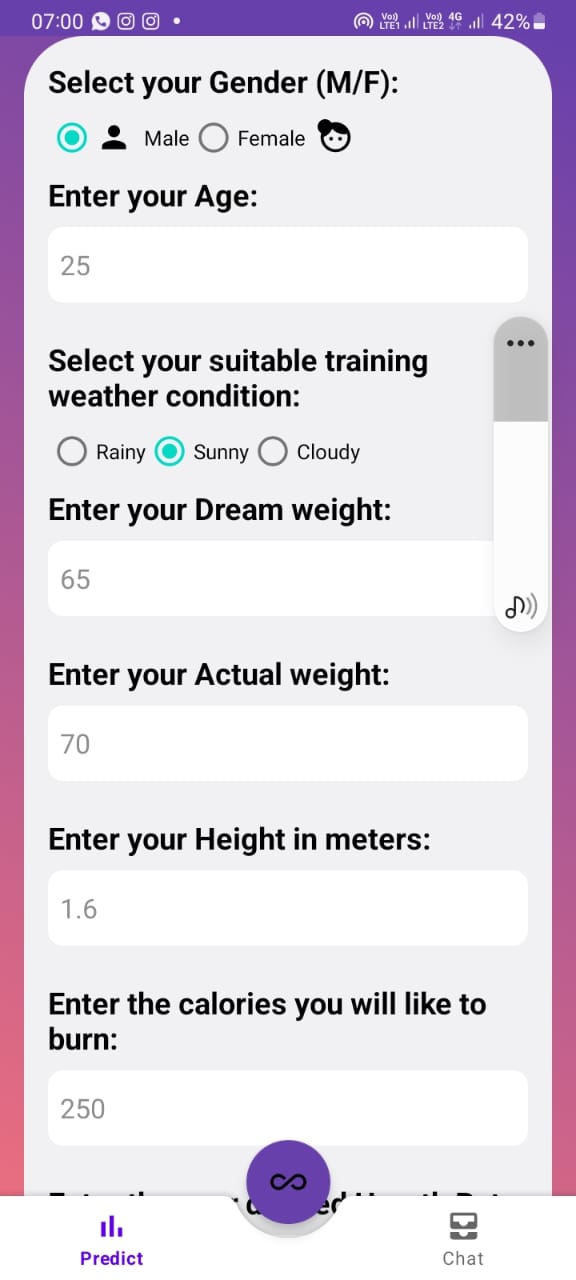 07:00 Vo)) LTE1 Vo)) LTE2 4G 42%
Select your Gender (M/F):
Male Female
Enter your Age:
25
Select your suitable training
weather condition:
Rainy Sunny Cloudy
Enter your Dream weight:
65
Enter your Actual weight:
70
Enter your Height in meters:
1.6
Enter the calories you will like to
burn:
250
Predict Chat